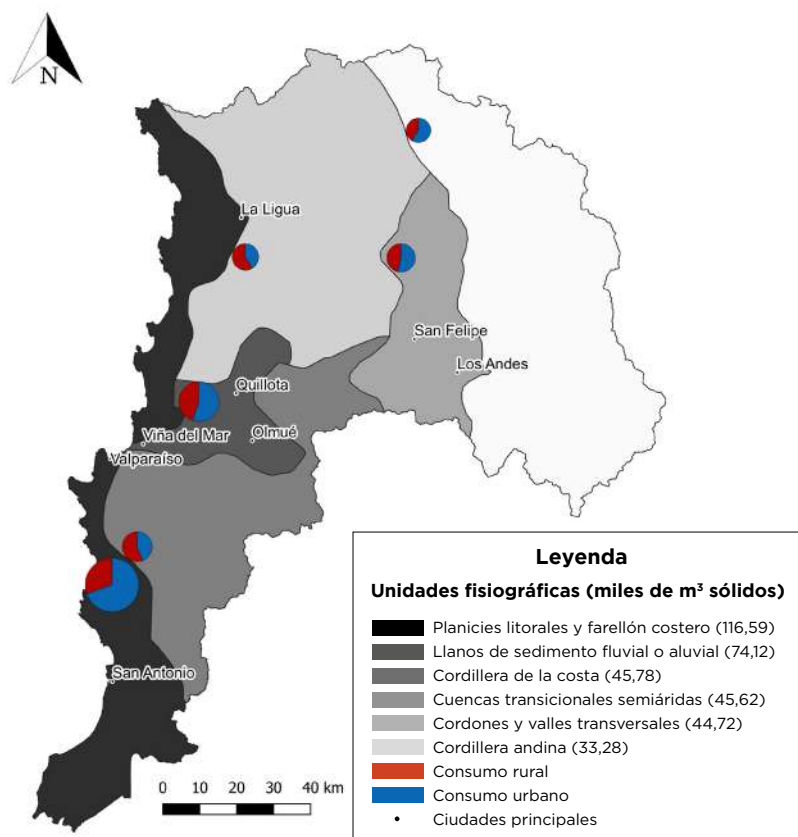 N
La Ligua
San Felipe
Los Andes
Quillota
Viña del Mar
Olmué
Valparaíso
San Antonio
0 10 20 30 40 km
Leyenda
Unidades fisiográficas (miles de m³ sólidos)
Planicies litorales y farellón costero (116,59)
Llanos de sedimento fluvial o aluvial (74,12)
Cordillera de la costa (45,78)
Cuencas transicionales semiáridas (45,62)
Cordones y valles transversales (44,72)
Cordillera andina (33,28)
Consumo rural
Consumo urbano
Ciudades principales